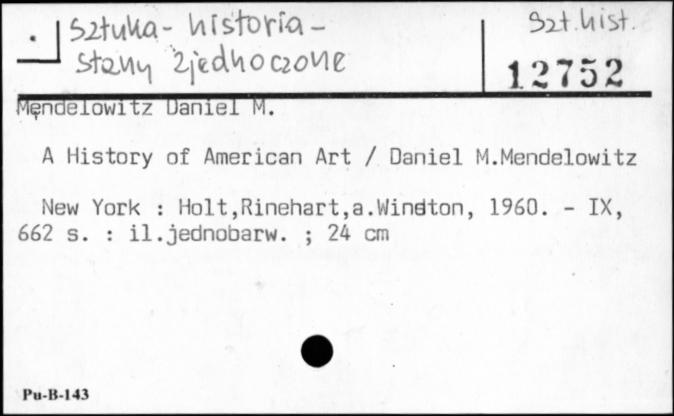 Sztuka - historia -
Stany Zjednoczone
Szt. hist.
12752
Mendelowitz Daniel M.
A History of American Art / Daniel M.Mendelowitz
New York : Holt,Rinehart,a.Winston, 1960. - IX,
662 s. : il.jednobarw. ; 24 cm
Pu-B-143